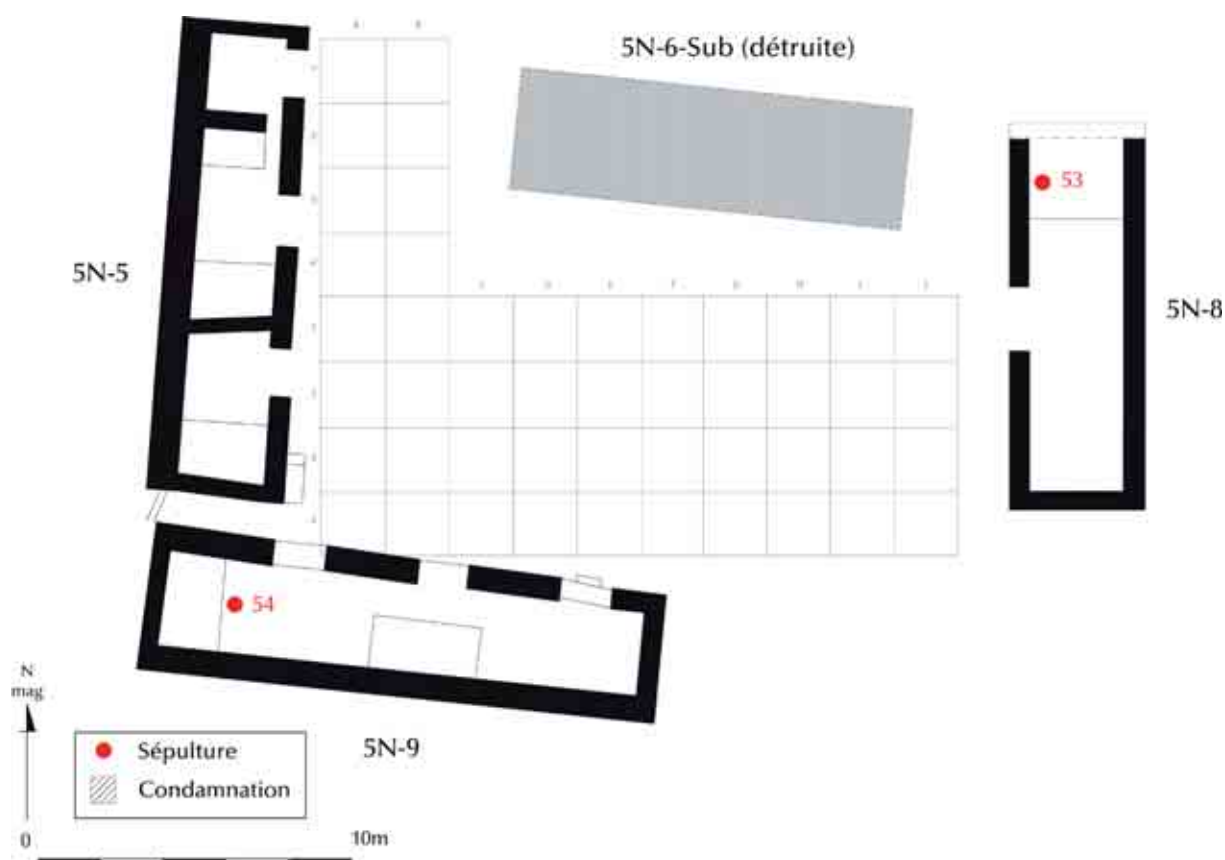 5N-6-Sub (détruite)
53
5N-5
5N-8
54
5N-9
N
mag
Sépulture
Condamnation
0
10m